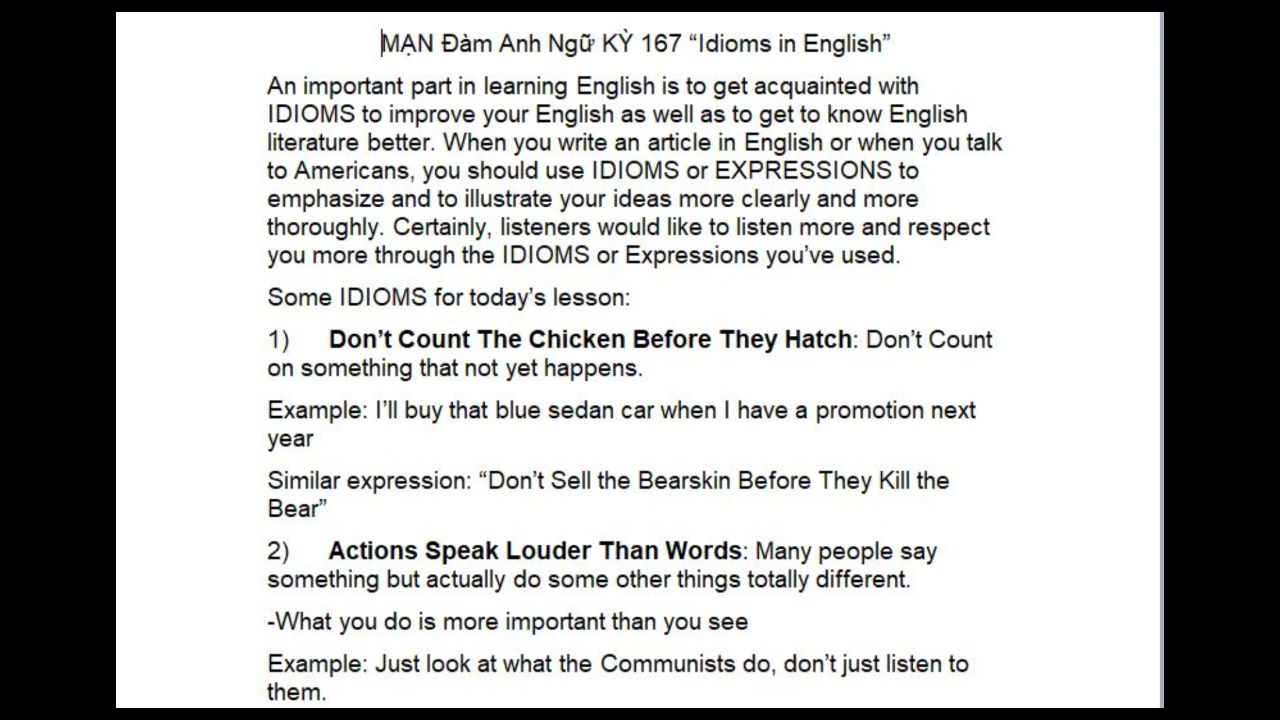 MẠN Đàm Anh Ngữ KỲ 167 “Idioms in English”
An important part in learning English is to get acquainted with
IDIOMS to improve your English as well as to get to know English
literature better. When you write an article in English or when you talk
to Americans, you should use IDIOMS or EXPRESSIONS to
emphasize and to illustrate your ideas more clearly and more
thoroughly. Certainly, listeners would like to listen more and respect
you more through the IDIOMS or Expressions you’ve used.
Some IDIOMS for today’s lesson:
1) Don’t Count The Chicken Before They Hatch: Don’t Count
on something that not yet happens.
Example: I’ll buy that blue sedan car when I have a promotion next
year
Similar expression: “Don’t Sell the Bearskin Before They Kill the
Bear”
2) Actions Speak Louder Than Words: Many people say
something but actually do some other things totally different.
-What you do is more important than you see
Example: Just look at what the Communists do, don’t just listen to
them.